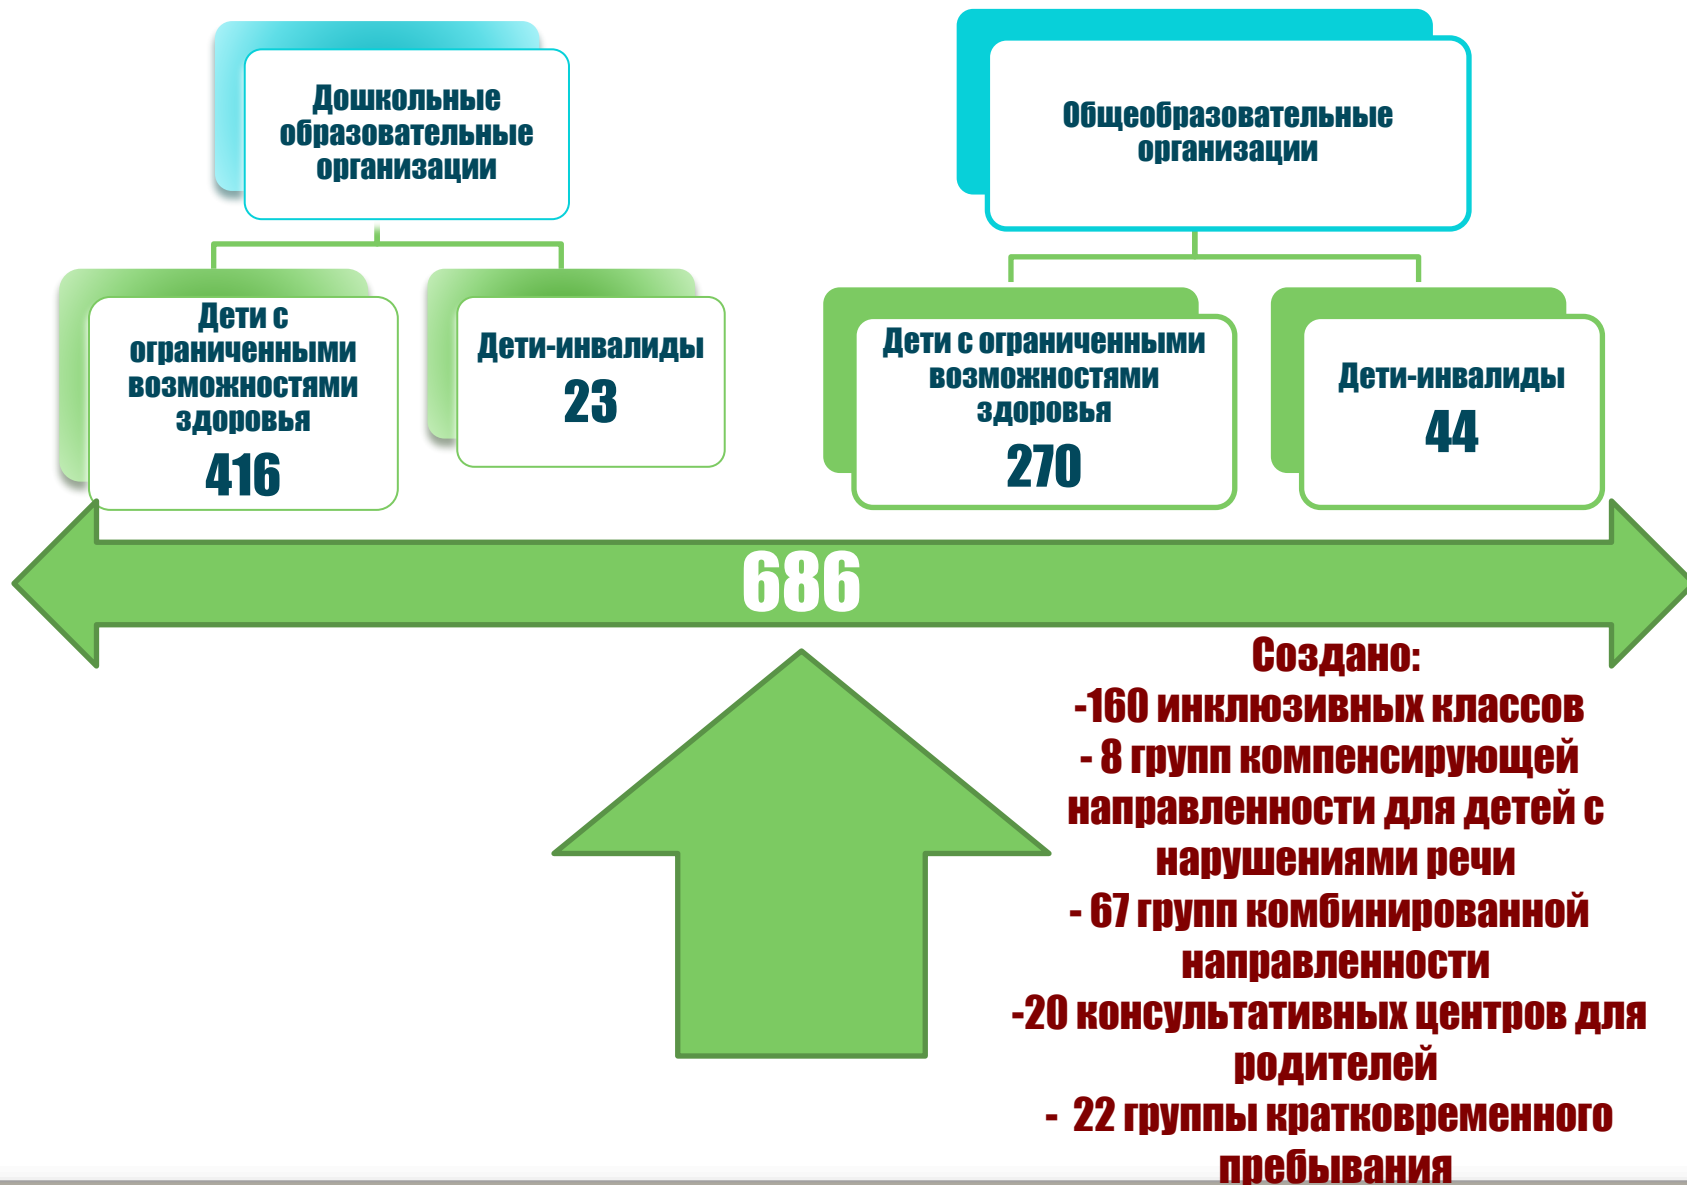 Дошкольные
образовательные
организации
Общеобразовательные
организации
Дети с
ограниченными
возможностями
здоровья
416
Дети-инвалиды
23
Дети с ограниченными
возможностями
здоровья
270
Дети-инвалиды
44
686
Создано:
-160 инклюзивных классов
- 8 групп компенсирующей
направленности для детей с
нарушениями речи
- 67 групп комбинированной
направленности
-20 консультативных центров для
родителей
- 22 группы кратковременного
пребывания